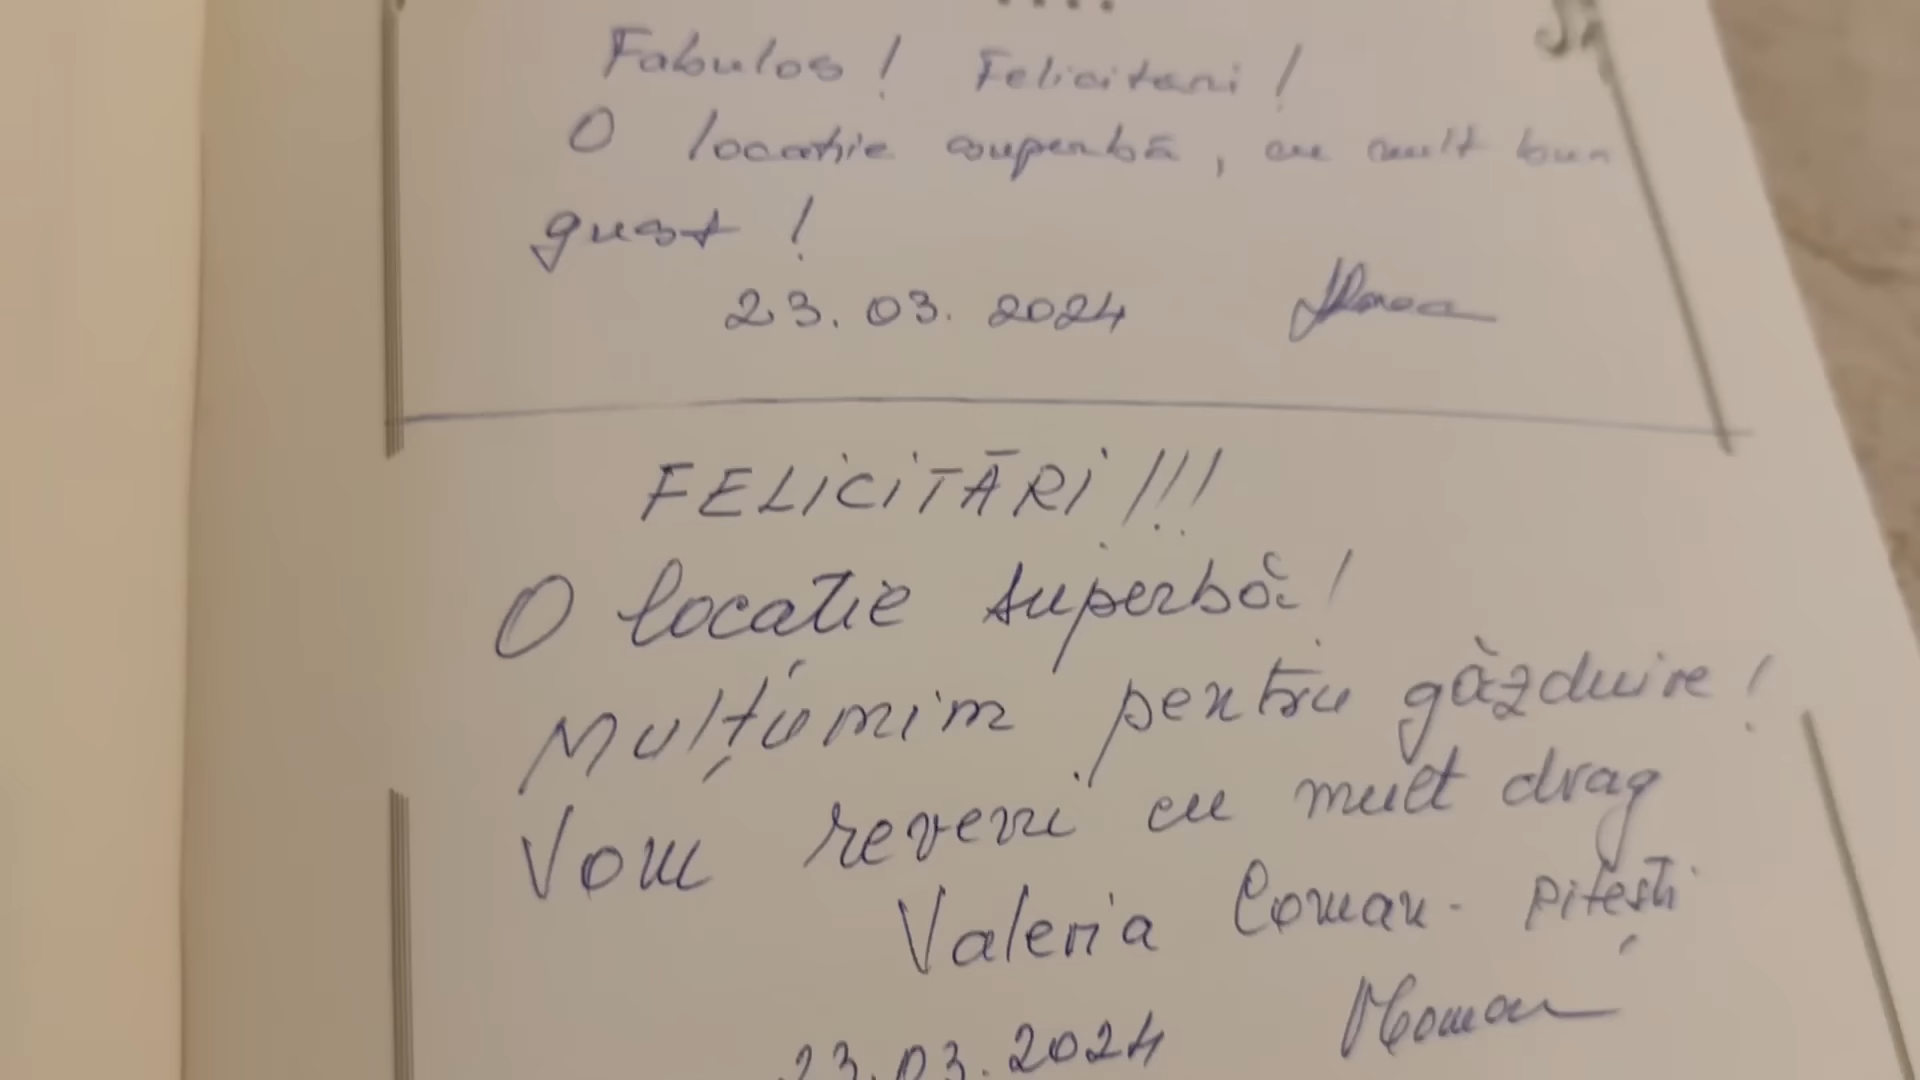 Fabulos! Felicitari!
O locatie superbă, cu mult bun
gust!
23.03.2024
FELICITĂRI!!!
O locatie superbă!
Mulțumim pentru găzduire!
Vom reveni cu mult drag
Valeria Coman - Pitești
23.03.2024 VComan